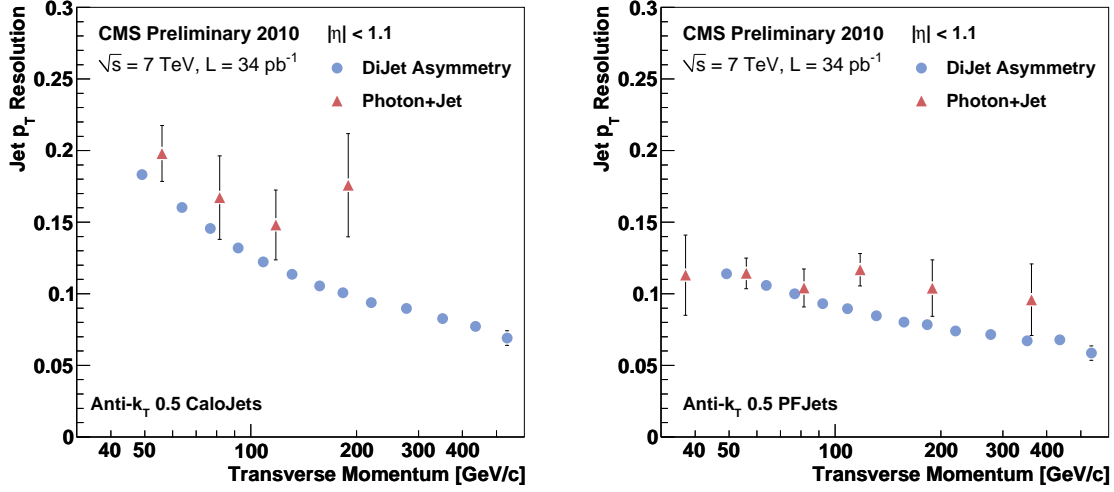 CMS Preliminary 2010 |η| < 1.1
√s = 7 TeV, L = 34 pb⁻¹
DiJet Asymmetry
Photon+Jet
Jet p_T Resolution
0.3
0.25
0.2
0.15
0.1
0.05
0
Anti-k_T 0.5 CaloJets
40 50 100 200 300 400
Transverse Momentum [GeV/c]
CMS Preliminary 2010 |η| < 1.1
√s = 7 TeV, L = 34 pb⁻¹
DiJet Asymmetry
Photon+Jet
Jet p_T Resolution
0.3
0.25
0.2
0.15
0.1
0.05
0
Anti-k_T 0.5 PFJets
40 50 100 200 300 400
Transverse Momentum [GeV/c]